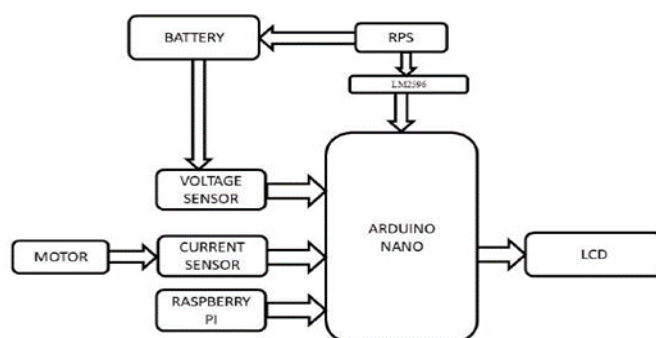 BATTERY
RPS
LM2596
VOLTAGE
SENSOR
ARDUINO
NANO
MOTOR
CURRENT
SENSOR
LCD
RASPBERRY
PI